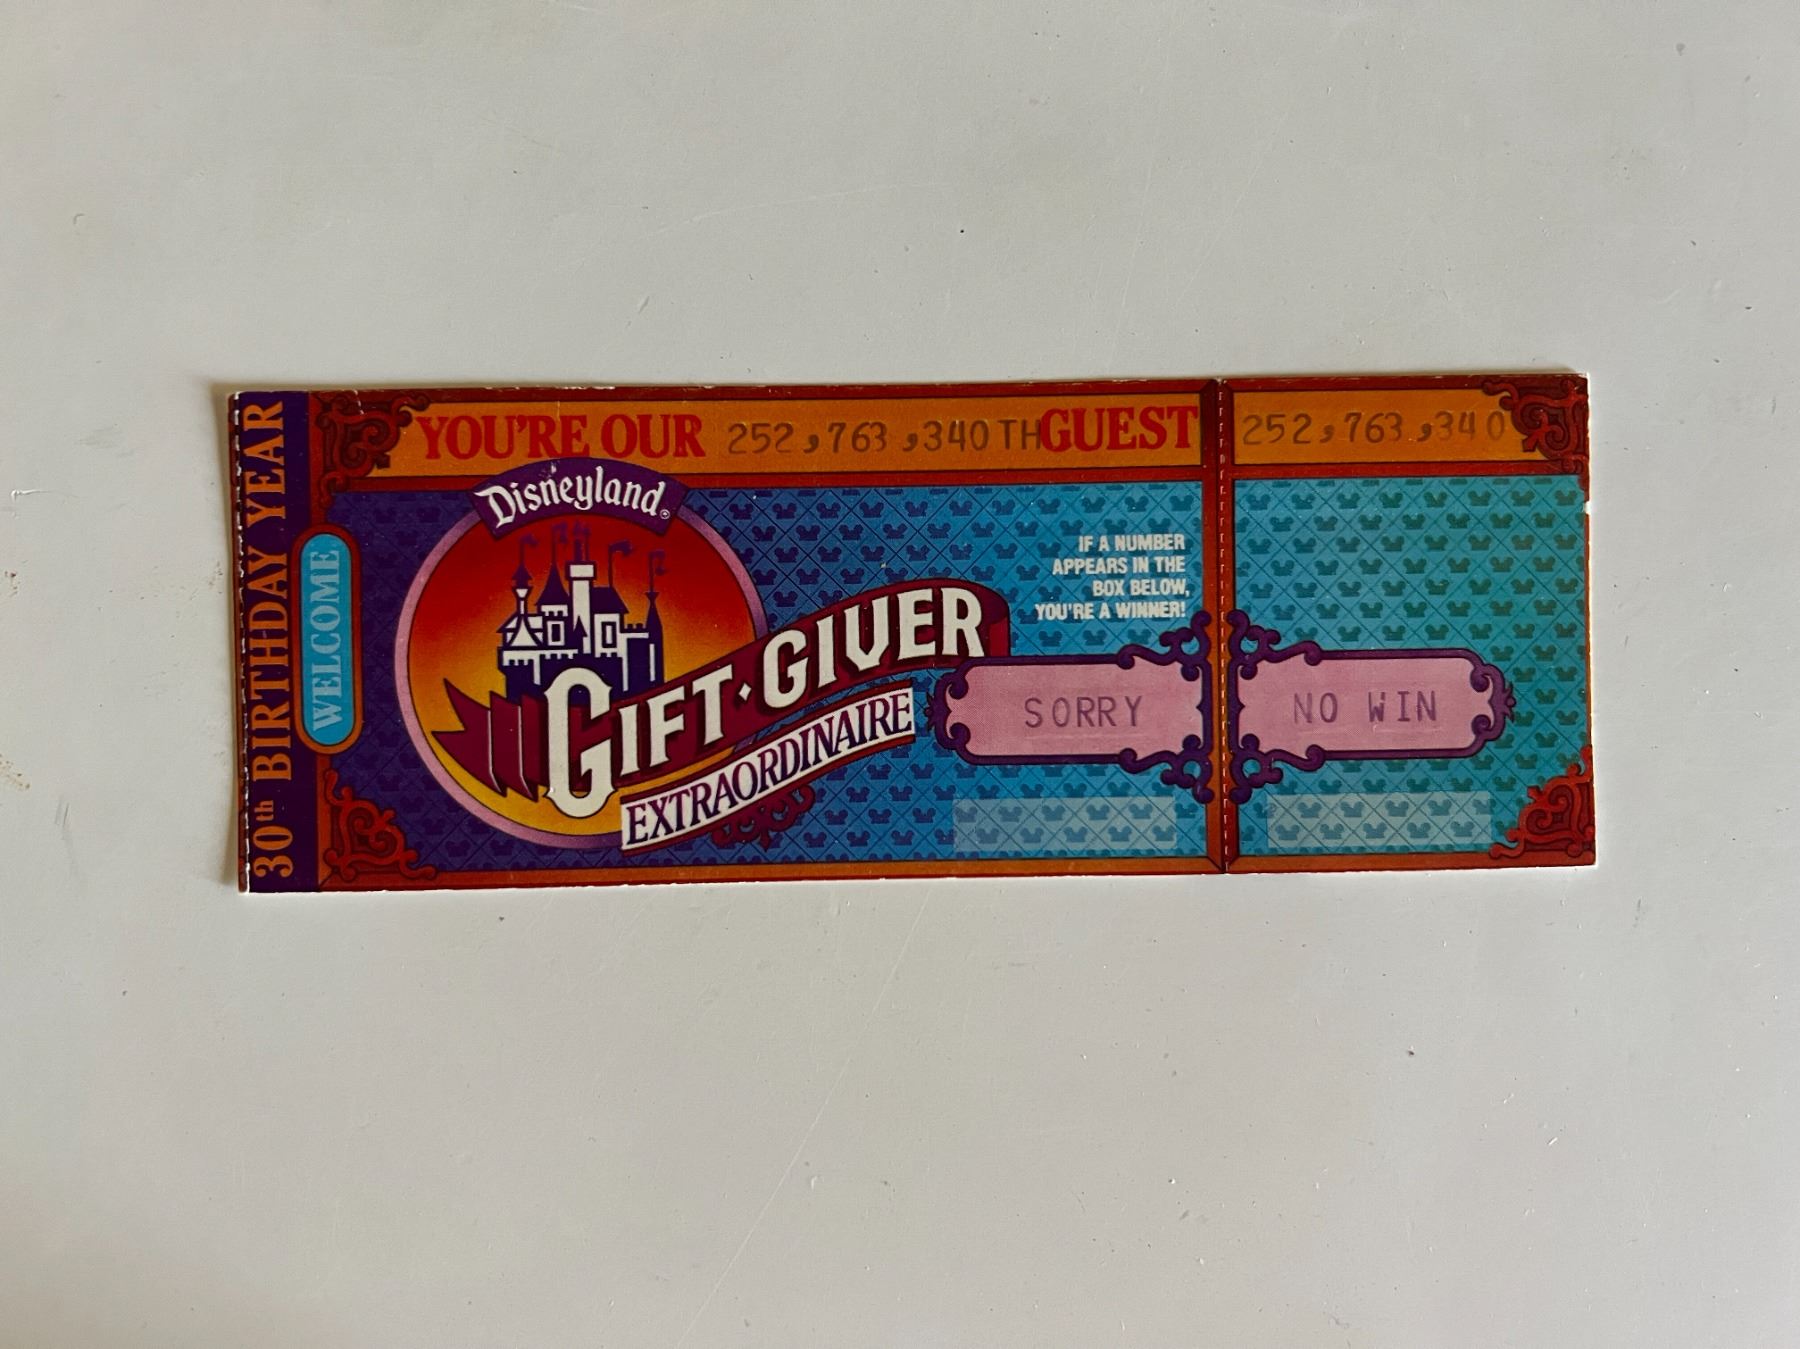 30th BIRTHDAY YEAR
WELCOME
YOU'RE OUR 252,763,340TH GUEST
252,763,340
Disneyland®
GIFT·GIVER
EXTRAORDINAIRE
IF A NUMBER
APPEARS IN THE
BOX BELOW,
YOU'RE A WINNER!
SORRY
NO WIN